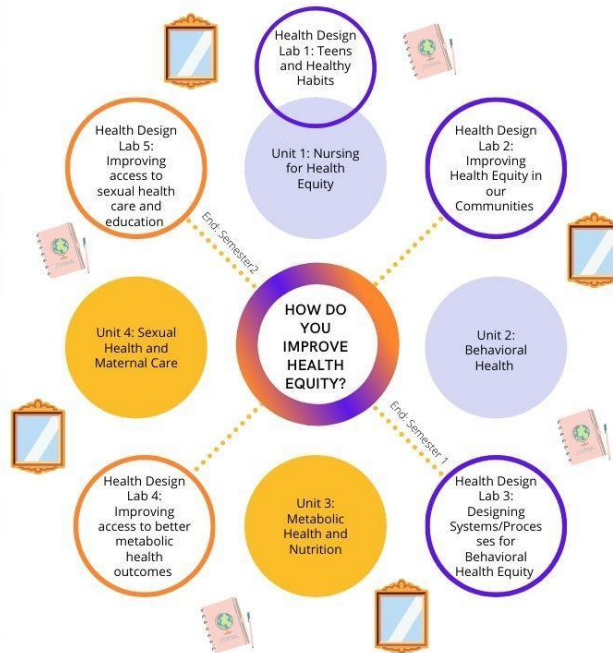 Health Design
Lab 1: Teens
and Healthy
Habits
Unit 1: Nursing
for Health
Equity
Health Design
Lab 2:
Improving
Health Equity in
our
Communities
Unit 2:
Behavioral
Health
Health Design
Lab 3:
Designing
Systems/Proces
ses for
Behavioral
Health Equity
End: Semester 1
Unit 3:
Metabolic
Health and
Nutrition
Health Design
Lab 4:
Improving
access to better
metabolic
health
outcomes
Unit 4: Sexual
Health and
Maternal Care
Health Design
Lab 5:
Improving
access to
sexual health
care and
education
End: Semester2
HOW DO
YOU
IMPROVE
HEALTH
EQUITY?